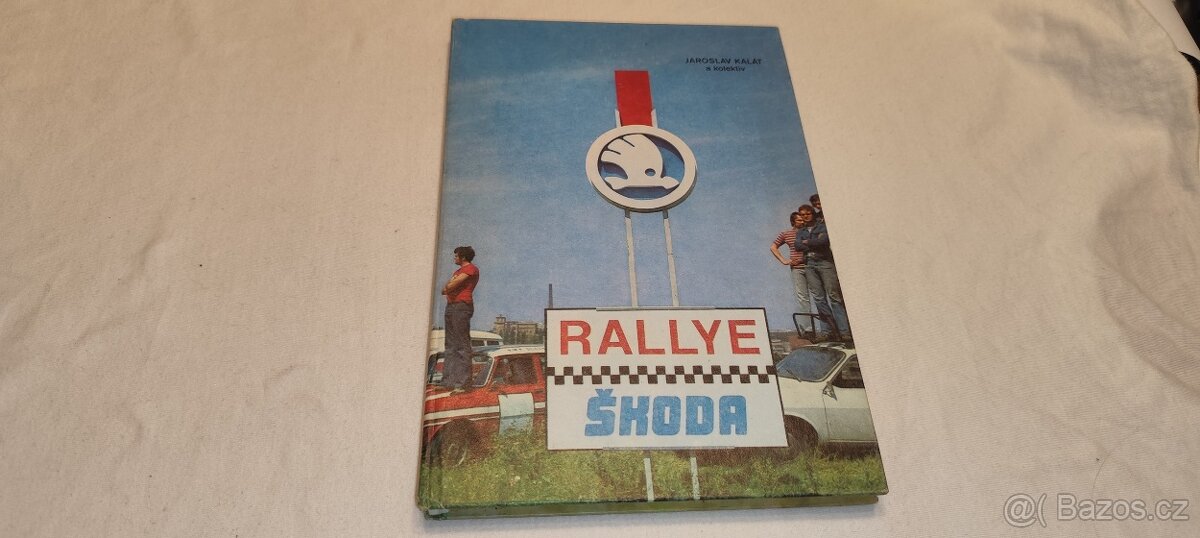 JAROSLAV KALÁT
a kolektiv
RALLYE
ŠKODA
@( Bazos.cz